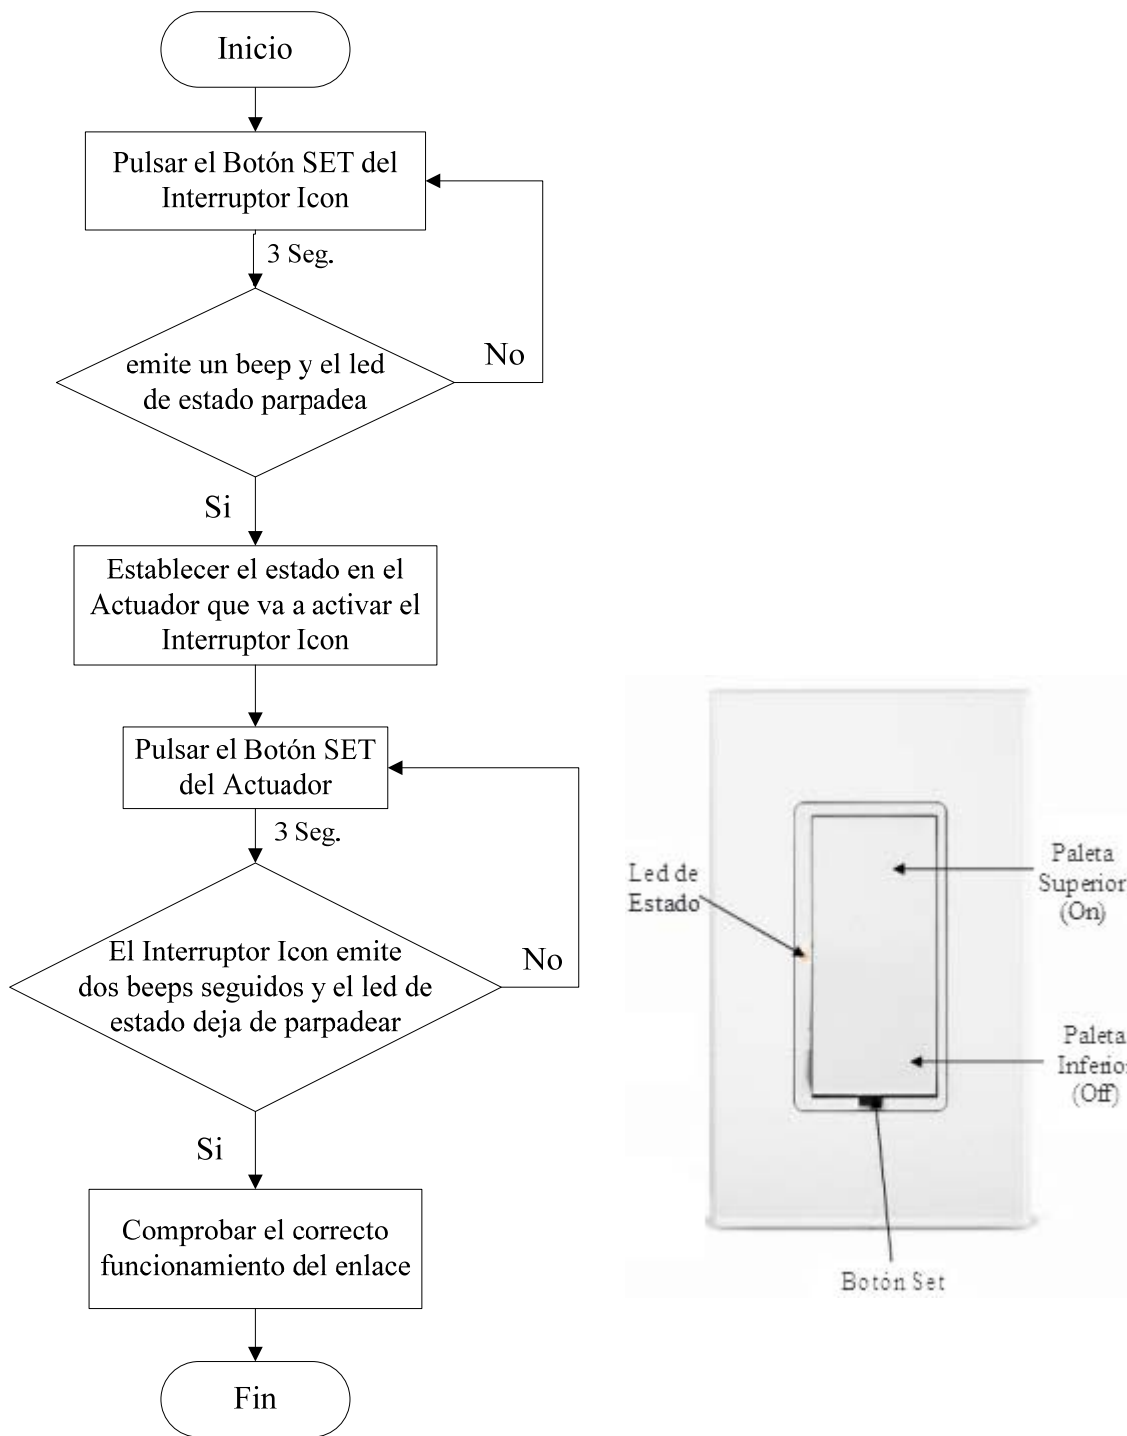 Inicio
Pulsar el Botón SET del
Interruptor Icon
3 Seg.
emite un beep y el led
de estado parpadea
No
Si
Establecer el estado en el
Actuador que va a activar el
Interruptor Icon
Pulsar el Botón SET
del Actuador
3 Seg.
El Interruptor Icon emite
dos beeps seguidos y el led de
estado deja de parpadear
No
Si
Comprobar el correcto
funcionamiento del enlace
Fin
Led de
Estado
Paleta
Superior
(On)
Paleta
Inferior
(Off)
Botón Set